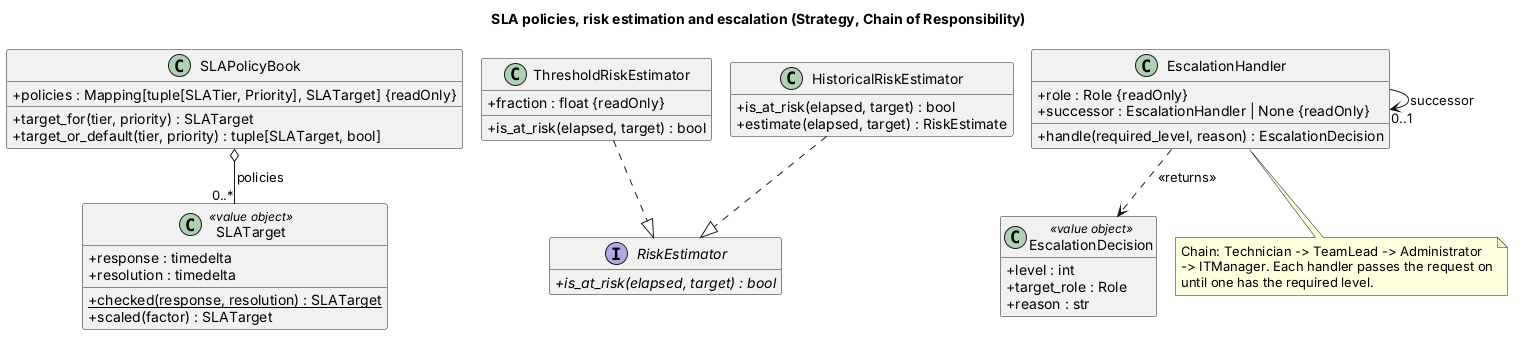 SLA policies, risk estimation and escalation (Strategy, Chain of Responsibility)
C SLAPolicyBook
+policies : Mapping[tuple[SLATier, Priority], SLATarget] {readOnly}
+target_for(tier, priority) : SLATarget
+target_or_default(tier, priority) : tuple[SLATarget, bool]
policies
0..*
C «value object»
SLATarget
+response : timedelta
+resolution : timedelta
+checked(response, resolution) : SLATarget
+scaled(factor) : SLATarget
C ThresholdRiskEstimator
+fraction : float {readOnly}
+is_at_risk(elapsed, target) : bool
C HistoricalRiskEstimator
+is_at_risk(elapsed, target) : bool
+estimate(elapsed, target) : RiskEstimate
I RiskEstimator
+is_at_risk(elapsed, target) : bool
C EscalationHandler
+role : Role {readOnly}
+successor : EscalationHandler | None {readOnly}
+handle(required_level, reason) : EscalationDecision
successor
0..1
«returns»
C «value object»
EscalationDecision
+level : int
+target_role : Role
+reason : str
Chain: Technician -> TeamLead -> Administrator
-> ITManager. Each handler passes the request on
until one has the required level.